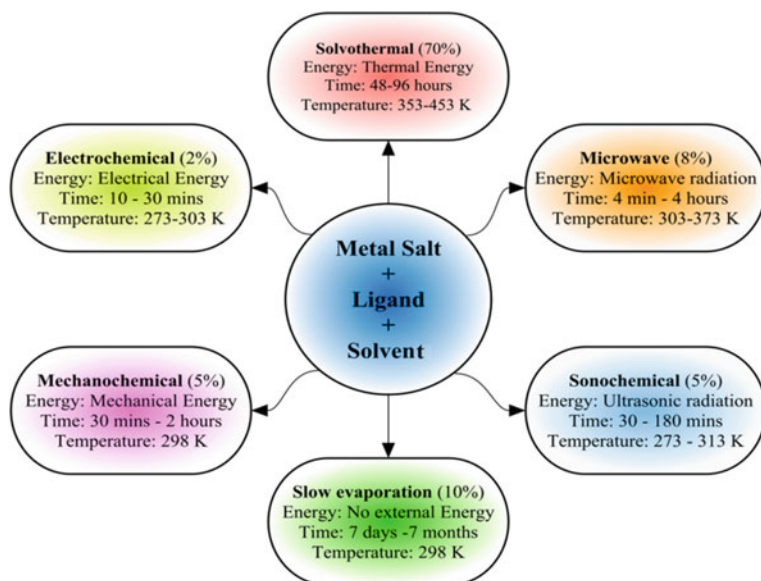 Solvothermal (70%)
Energy: Thermal Energy
Time: 48-96 hours
Temperature: 353-453 K
Electrochemical (2%)
Energy: Electrical Energy
Time: 10 - 30 mins
Temperature: 273-303 K
Microwave (8%)
Energy: Microwave radiation
Time: 4 min - 4 hours
Temperature: 303-373 K
Metal Salt
+
Ligand
+
Solvent
Mechanochemical (5%)
Energy: Mechanical Energy
Time: 30 mins - 2 hours
Temperature: 298 K
Sonochemical (5%)
Energy: Ultrasonic radiation
Time: 30 - 180 mins
Temperature: 273 - 313 K
Slow evaporation (10%)
Energy: No external Energy
Time: 7 days -7 months
Temperature: 298 K